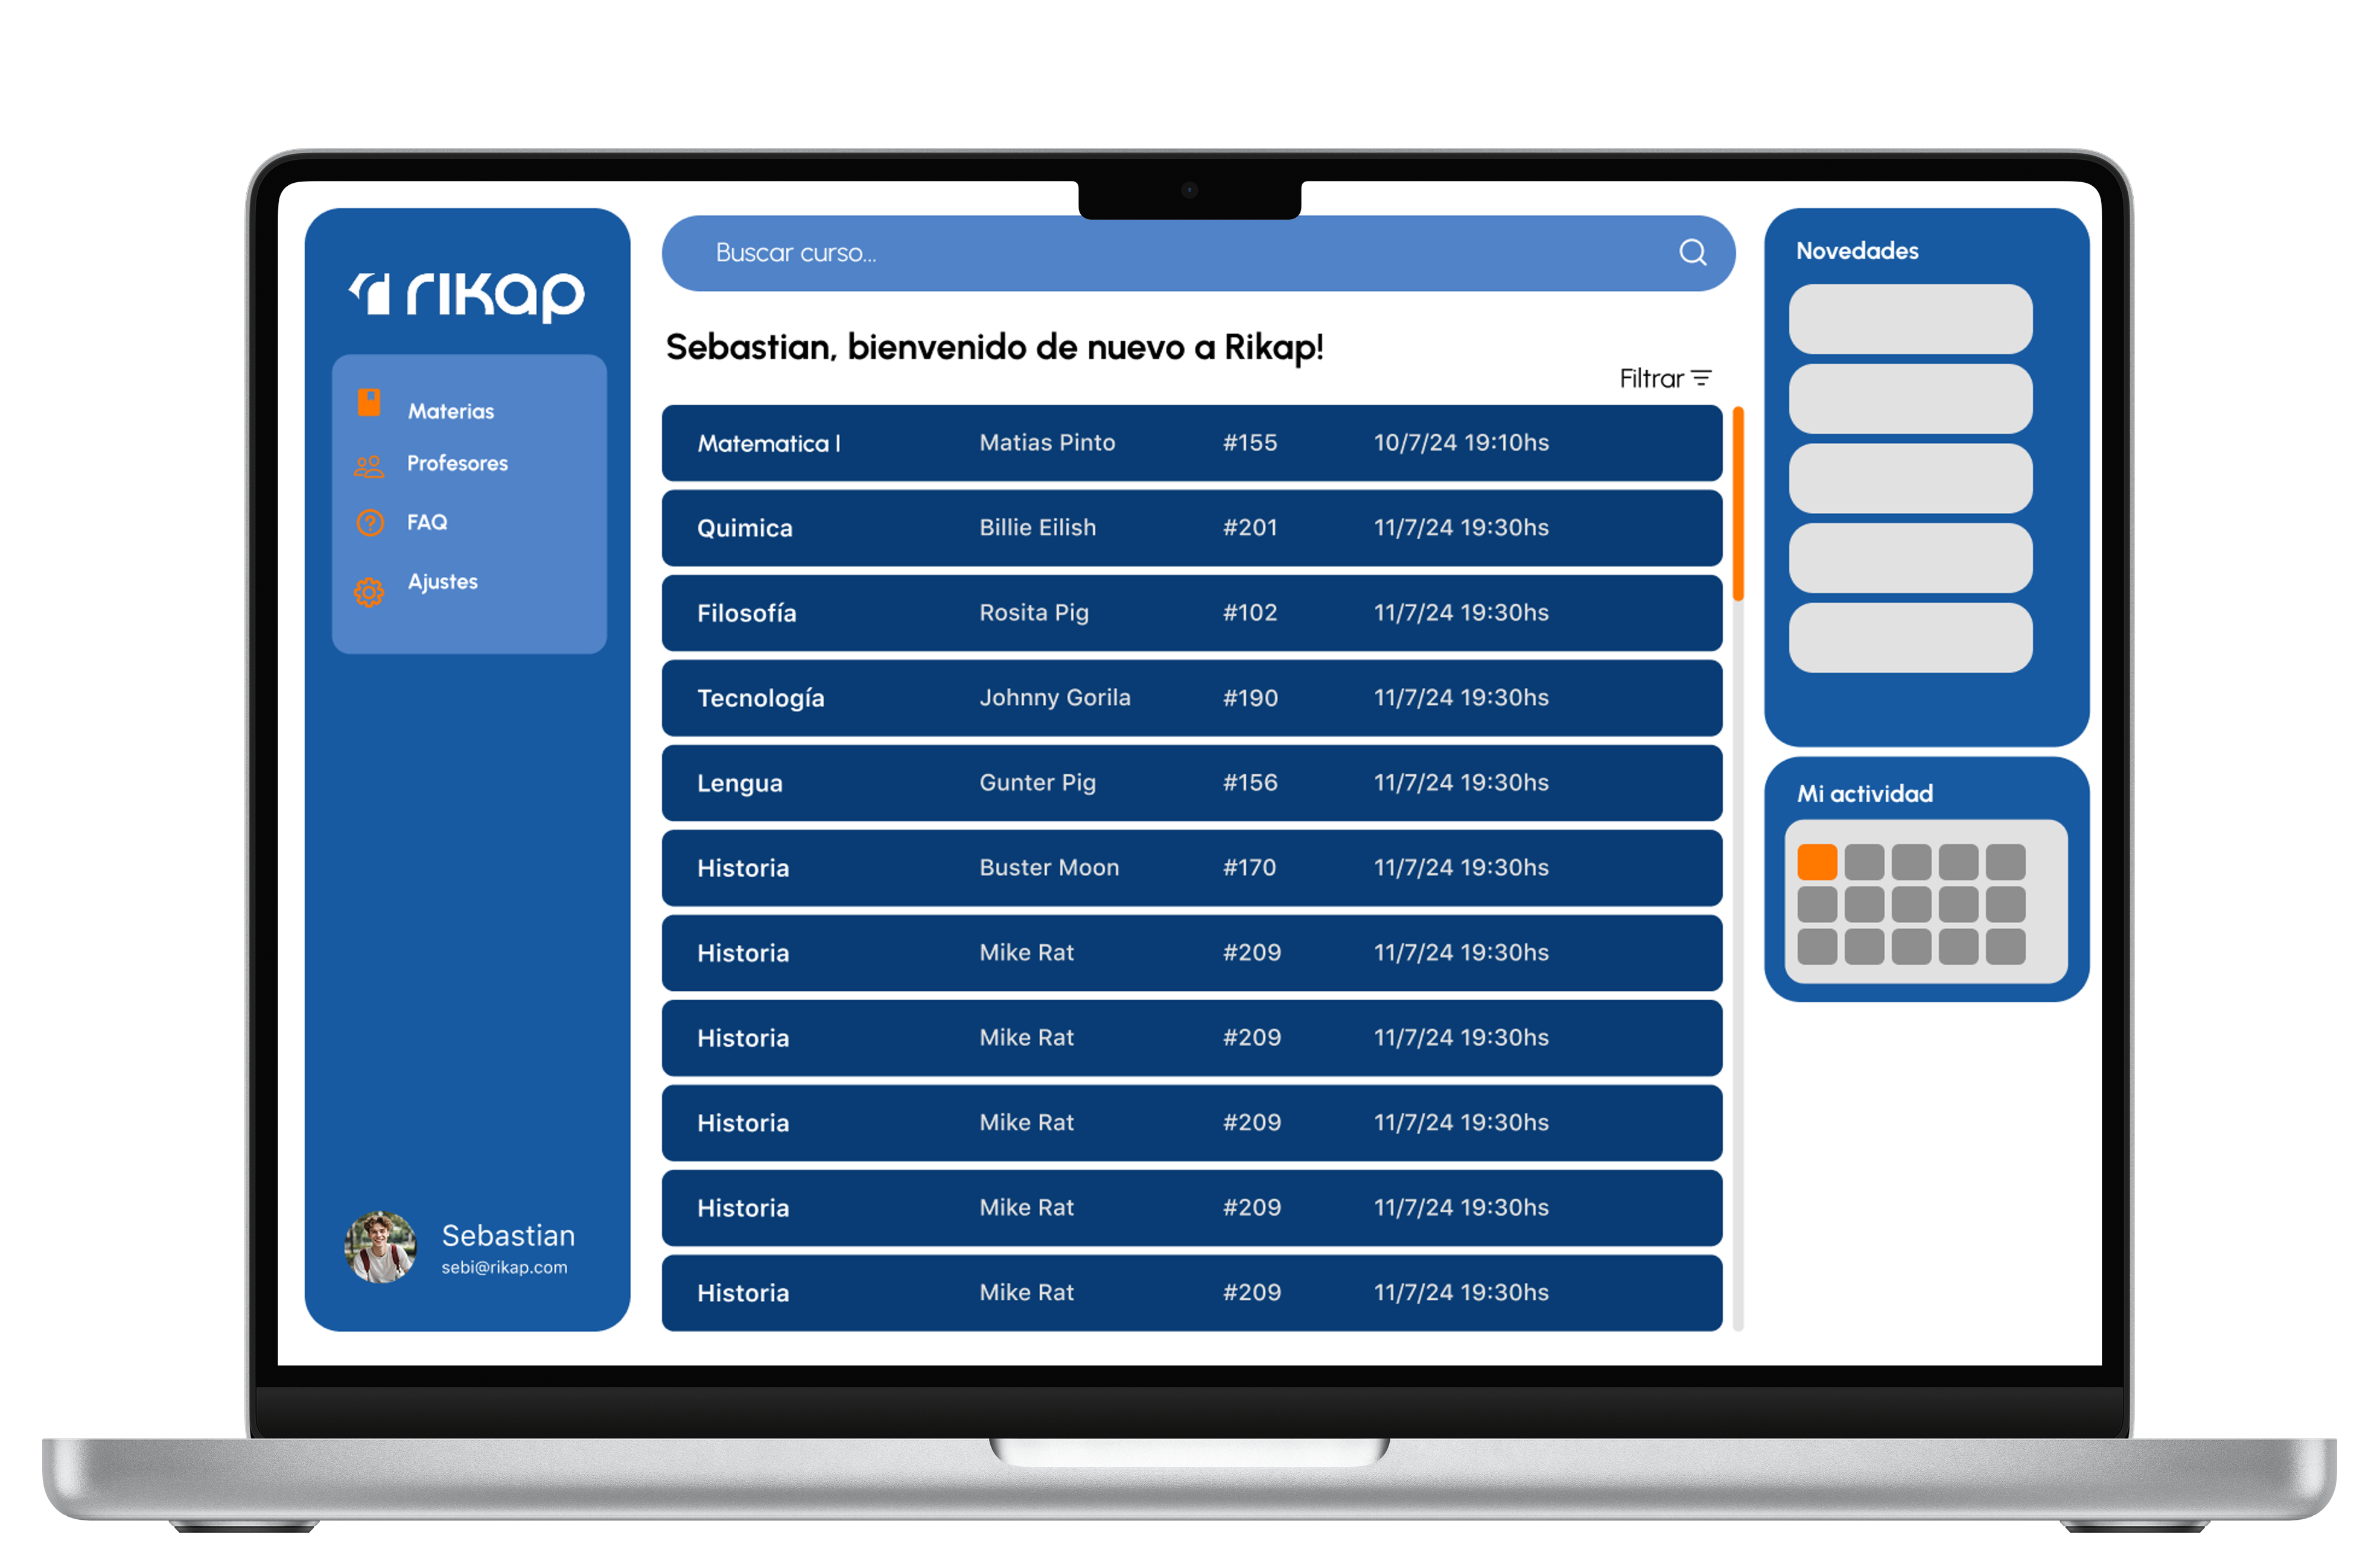 rikap
Materias
Profesores
FAQ
Ajustes
Sebastian
sebi@rikap.com
Buscar curso...
Sebastian, bienvenido de nuevo a Rikap!
Filtrar
Matematica I Matias Pinto #155 10/7/24 19:10hs
Quimica Billie Eilish #201 11/7/24 19:30hs
Filosofía Rosita Pig #102 11/7/24 19:30hs
Tecnología Johnny Gorila #190 11/7/24 19:30hs
Lengua Gunter Pig #156 11/7/24 19:30hs
Historia Buster Moon #170 11/7/24 19:30hs
Historia Mike Rat #209 11/7/24 19:30hs
Historia Mike Rat #209 11/7/24 19:30hs
Historia Mike Rat #209 11/7/24 19:30hs
Historia Mike Rat #209 11/7/24 19:30hs
Historia Mike Rat #209 11/7/24 19:30hs
Novedades
Mi actividad